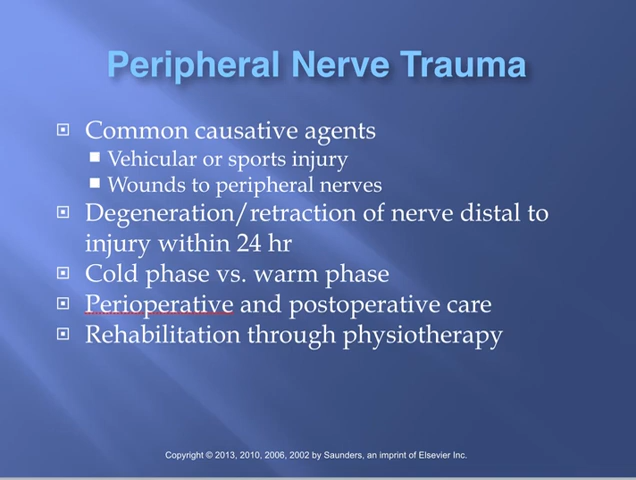 Peripheral Nerve Trauma
Common causative agents
Vehicular or sports injury
Wounds to peripheral nerves
Degeneration/retraction of nerve distal to
injury within 24 hr
Cold phase vs. warm phase
Perioperative and postoperative care
Rehabilitation through physiotherapy
Copyright © 2013, 2010, 2006, 2002 by Saunders, an imprint of Elsevier Inc.